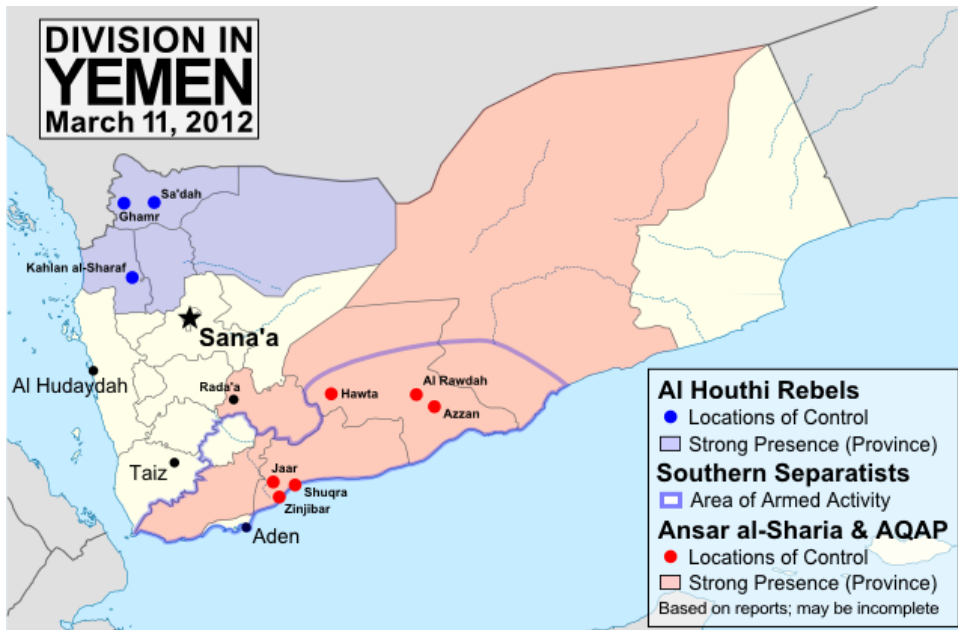 DIVISION IN
YEMEN
March 11, 2012
Sa'dah
Ghamr
Kahlan al-Sharaf
Sana'a
Al Hudaydah
Rada'a
Hawta
Al Rawdah
Azzan
Taiz
Jaar
Shuqra
Zinjibar
Aden
Al Houthi Rebels
Locations of Control
Strong Presence (Province)
Southern Separatists
Area of Armed Activity
Ansar al-Sharia & AQAP
Locations of Control
Strong Presence (Province)
Based on reports; may be incomplete